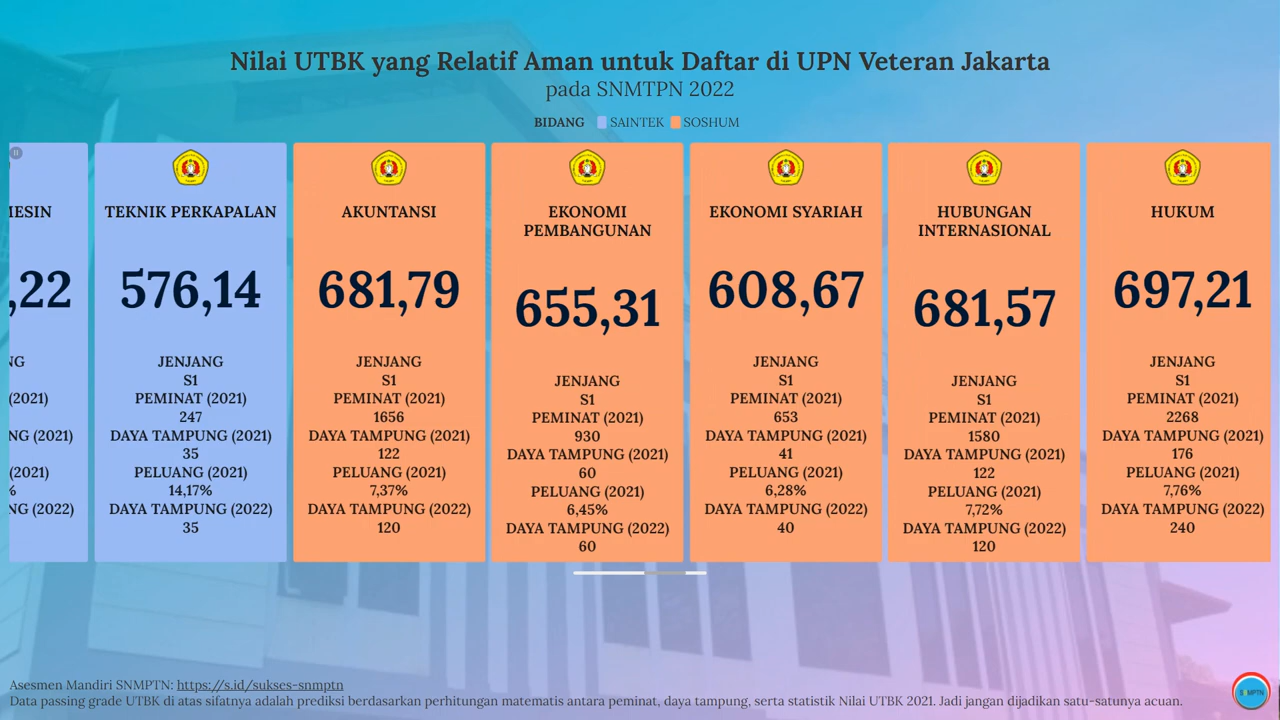 Nilai UTBK yang Relatif Aman untuk Daftar di UPN Veteran Jakarta
pada SNMTPN 2022
BIDANG SAINTEK SOSHUM
,22
(2021)
(2021)
(2021)
%
(2022)
TEKNIK PERKAPALAN
576,14
JENJANG
S1
PEMINAT (2021)
247
DAYA TAMPUNG (2021)
35
PELUANG (2021)
14,17%
DAYA TAMPUNG (2022)
35
AKUNTANSI
681,79
JENJANG
S1
PEMINAT (2021)
1656
DAYA TAMPUNG (2021)
122
PELUANG (2021)
7,37%
DAYA TAMPUNG (2022)
120
EKONOMI
PEMBANGUNAN
655,31
JENJANG
S1
PEMINAT (2021)
930
DAYA TAMPUNG (2021)
60
PELUANG (2021)
6,45%
DAYA TAMPUNG (2022)
60
EKONOMI SYARIAH
608,67
JENJANG
S1
PEMINAT (2021)
653
DAYA TAMPUNG (2021)
41
PELUANG (2021)
6,28%
DAYA TAMPUNG (2022)
40
HUBUNGAN
INTERNASIONAL
681,57
JENJANG
S1
PEMINAT (2021)
1580
DAYA TAMPUNG (2021)
122
PELUANG (2021)
7,72%
DAYA TAMPUNG (2022)
120
HUKUM
697,21
JENJANG
S1
PEMINAT (2021)
2268
DAYA TAMPUNG (2021)
176
PELUANG (2021)
7,76%
DAYA TAMPUNG (2022)
240
Asesmen Mandiri SNMPTN: https://s.id/sukses-snmptn
Data passing grade UTBK di atas sifatnya adalah prediksi berdasarkan perhitungan matematis antara peminat, daya tampung, serta statistik Nilai UTBK 2021. Jadi jangan dijadikan satu-satunya acuan.